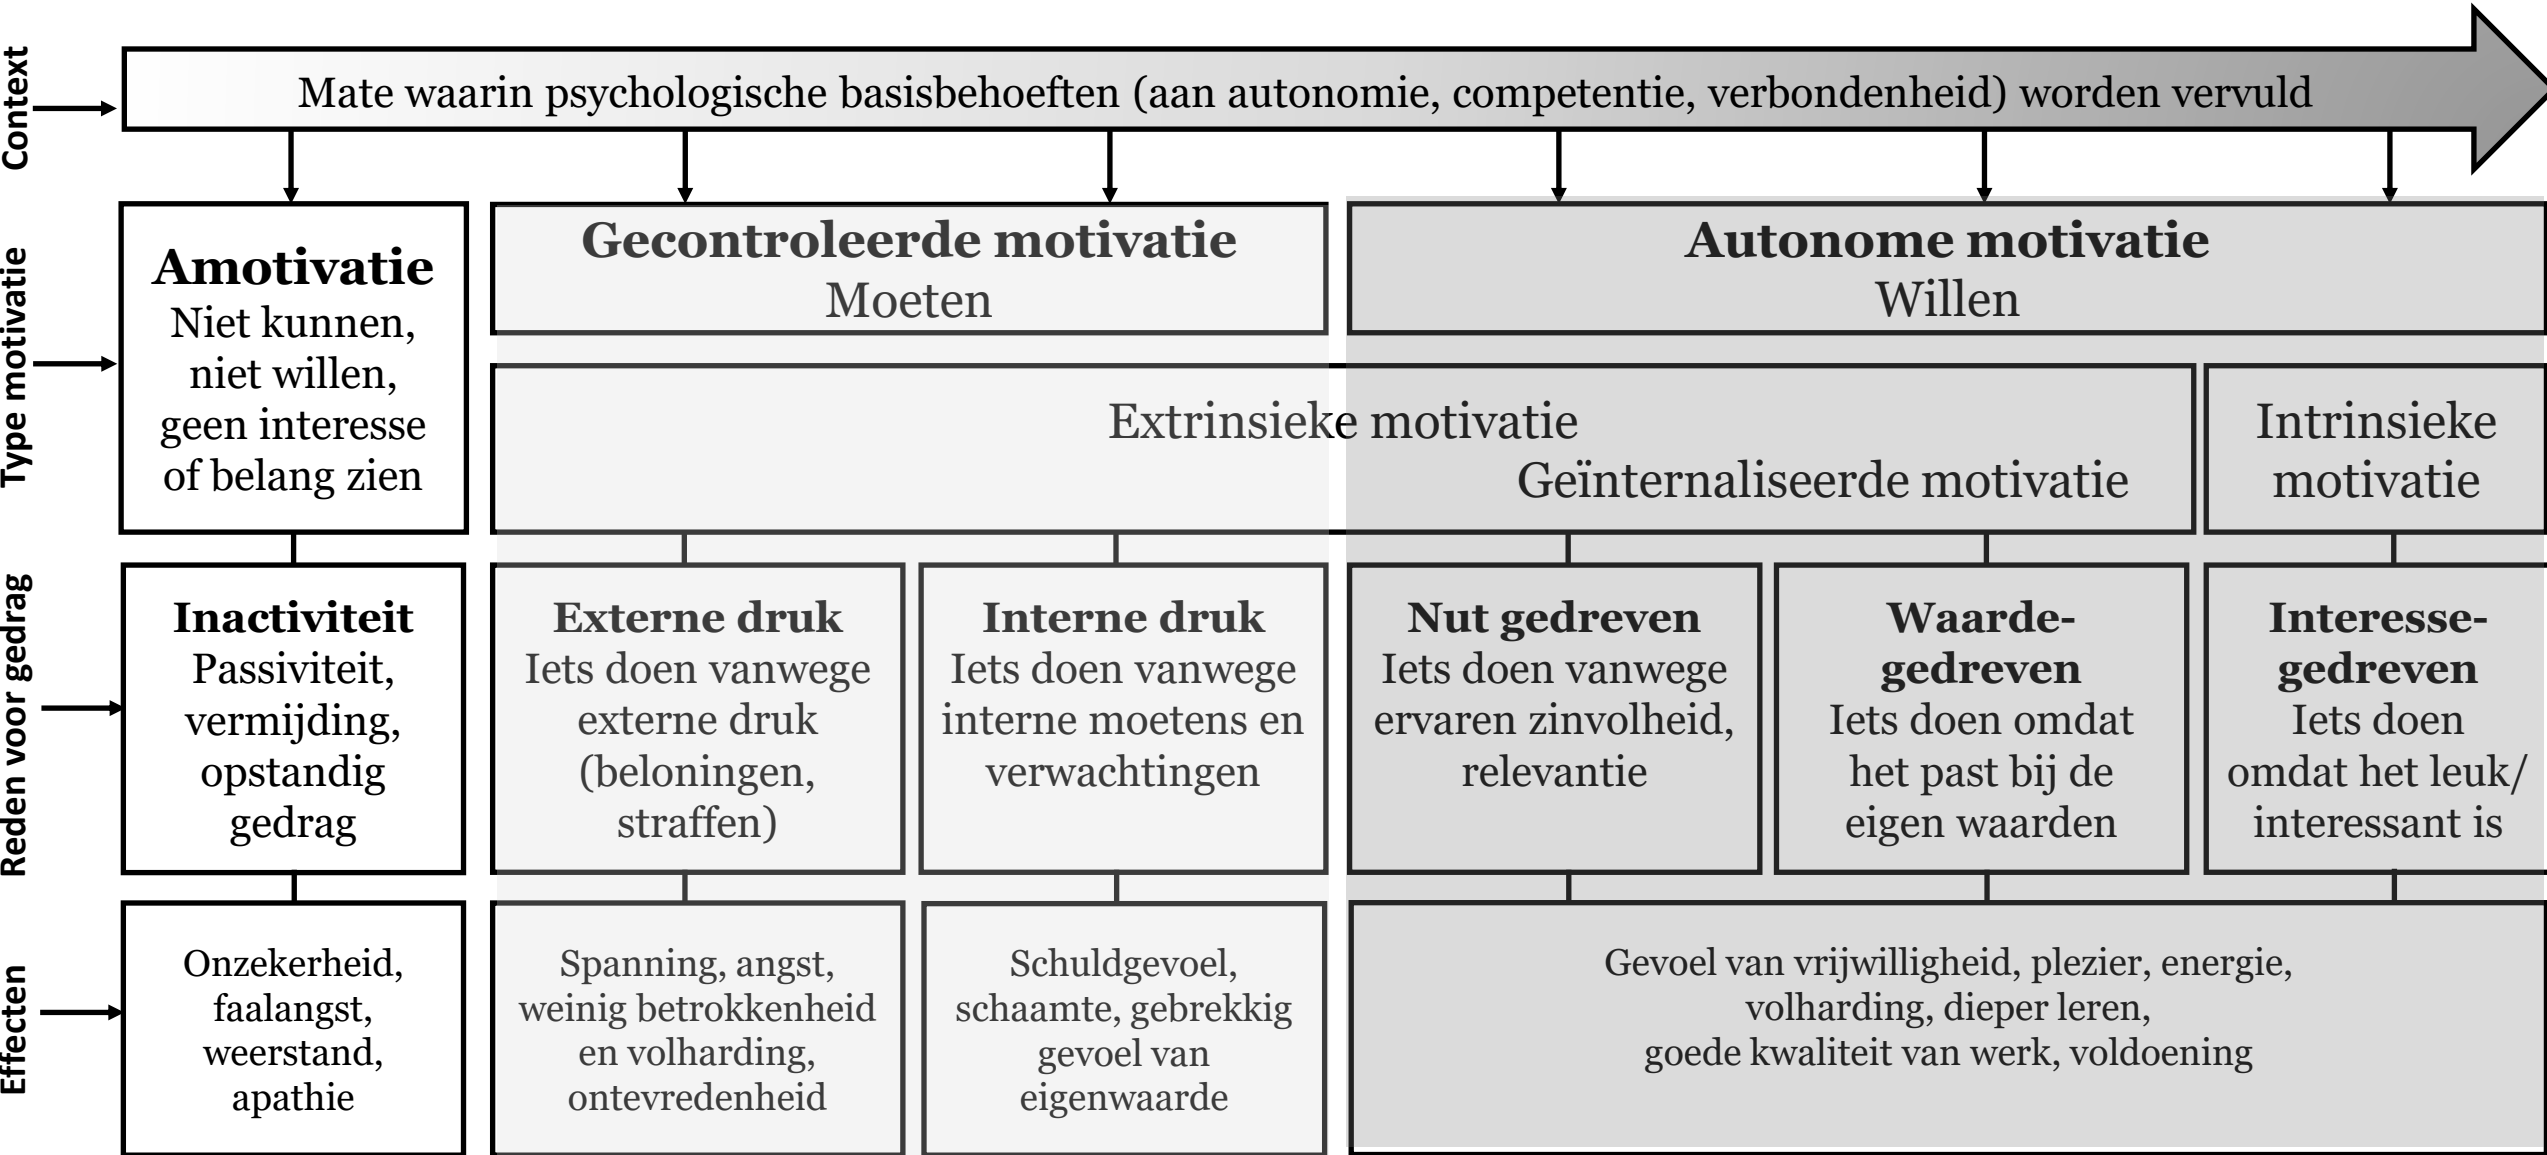 Context
Mate waarin psychologische basisbehoeften (aan autonomie, competentie, verbondenheid) worden vervuld
Type motivatie
Amotivatie
Niet kunnen,
niet willen,
geen interesse
of belang zien
Gecontroleerde motivatie
Moeten
Autonome motivatie
Willen
Extrinsieke motivatie
Geïnternaliseerde motivatie
Intrinsieke
motivatie
Reden voor gedrag
Inactiviteit
Passiviteit,
vermijding,
opstandig
gedrag
Externe druk
Iets doen vanwege
externe druk
(beloningen,
straffen)
Interne druk
Iets doen vanwege
interne moetens en
verwachtingen
Nut gedreven
Iets doen vanwege
ervaren zinvolheid,
relevantie
Waarde-
gedreven
Iets doen omdat
het past bij de
eigen waarden
Interesse-
gedreven
Iets doen
omdat het leuk/
interessant is
Effecten
Onzekerheid,
faalangst,
weerstand,
apathie
Spanning, angst,
weinig betrokkenheid
en volharding,
ontevredenheid
Schuldgevoel,
schaamte, gebrekkig
gevoel van
eigenwaarde
Gevoel van vrijwilligheid, plezier, energie,
volharding, dieper leren,
goede kwaliteit van werk, voldoening